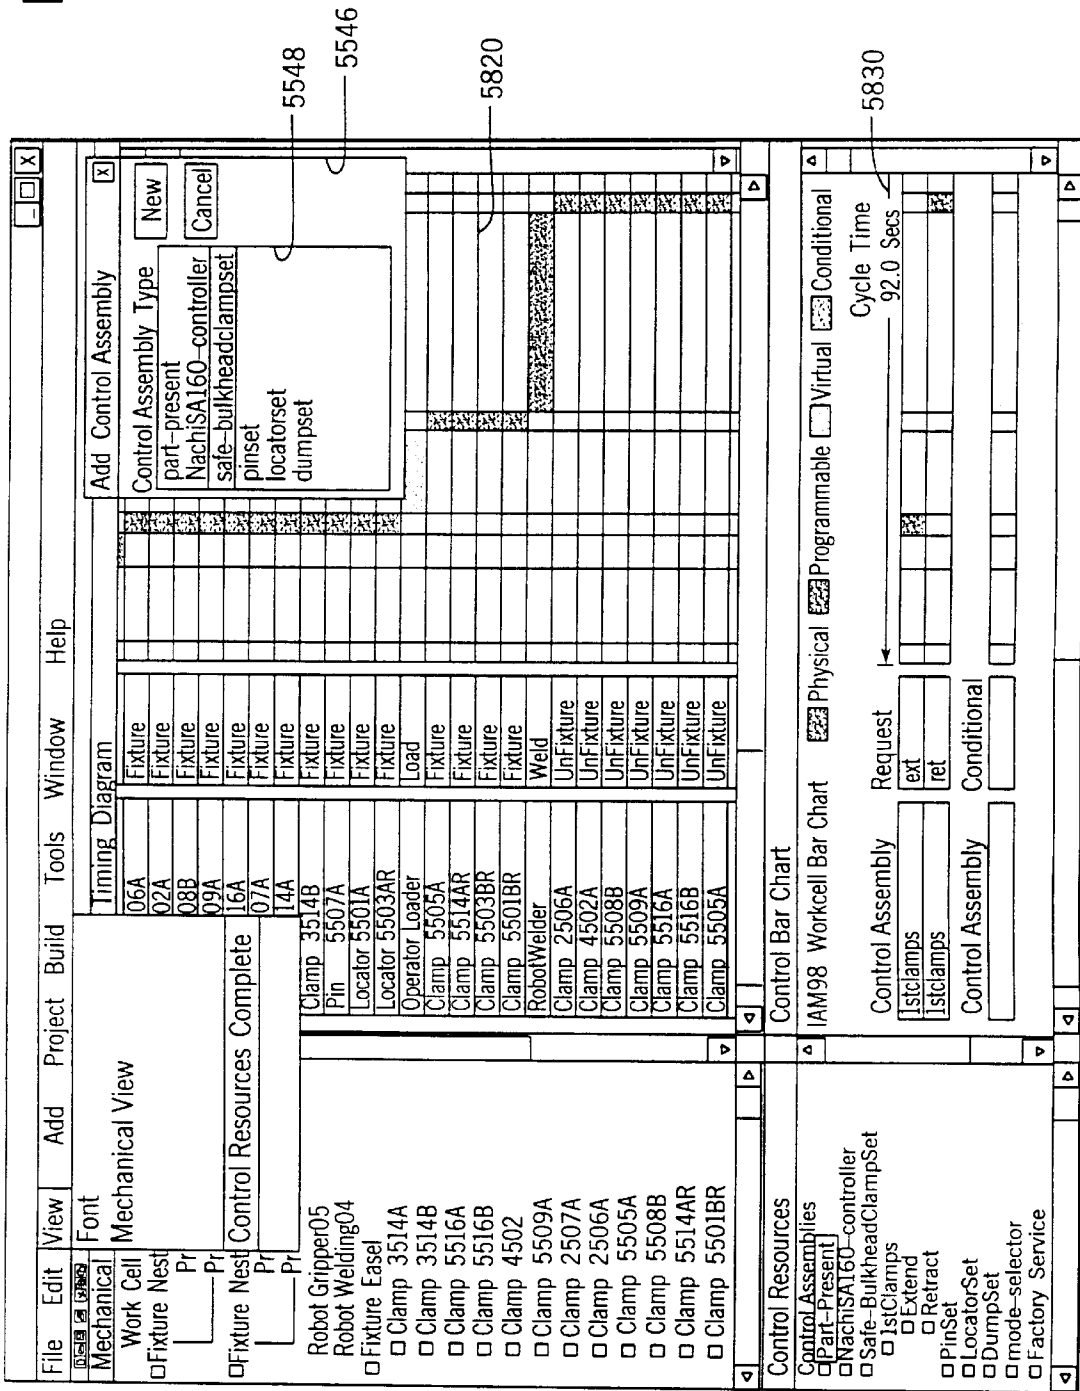 File Edit View Add Project Build Tools Window Help
Mechanical
Font
Mechanical View
Control Resources Complete
Work Cell
Fixture Nest
Pr
Pr
Fixture Nest
Pr
Pr
Robot Gripper05
Robot Welding04
Fixture Easel
Clamp 3514A
Clamp 3514B
Clamp 5516A
Clamp 5516B
Clamp 4502
Clamp 5509A
Clamp 2507A
Clamp 2506A
Clamp 5505A
Clamp 5508B
Clamp 5514AR
Clamp 5501BR
Timing Diagram
06A Fixture
02A Fixture
08B Fixture
09A Fixture
16A Fixture
07A Fixture
14A Fixture
Clamp 3514B Fixture
Pin 5507A Fixture
Locator 5501A Fixture
Locator 5503AR Fixture
Operator Loader Load
Clamp 5505A Fixture
Clamp 5514AR Fixture
Clamp 5503BR Fixture
Clamp 5501BR Fixture
RobotWelder Weld
Clamp 2506A UnFixture
Clamp 4502A UnFixture
Clamp 5508B UnFixture
Clamp 5509A UnFixture
Clamp 5516A UnFixture
Clamp 5516B UnFixture
Clamp 5505A UnFixture
Add Control Assembly X
Control Assembly Type
part-present
NachiSA160-controller
safe-bulkheadclampset
pinset
locatorset
dumpset
New
Cancel
5548
5546
5820
Control Resources
Control Assemblies
Part-Present
NachiSA160-controller
Safe-BulkheadClampSet
1stClamps
Extend
Retract
PinSet
LocatorSet
DumpSet
mode-selector
Factory Service
Control Bar Chart
IAM98 Workcell Bar Chart Physical Programmable Virtual Conditional
Cycle Time
92.0 Secs
5830
Control Assembly Request
1stclamps ext
1stclamps ret
Control Assembly Conditional